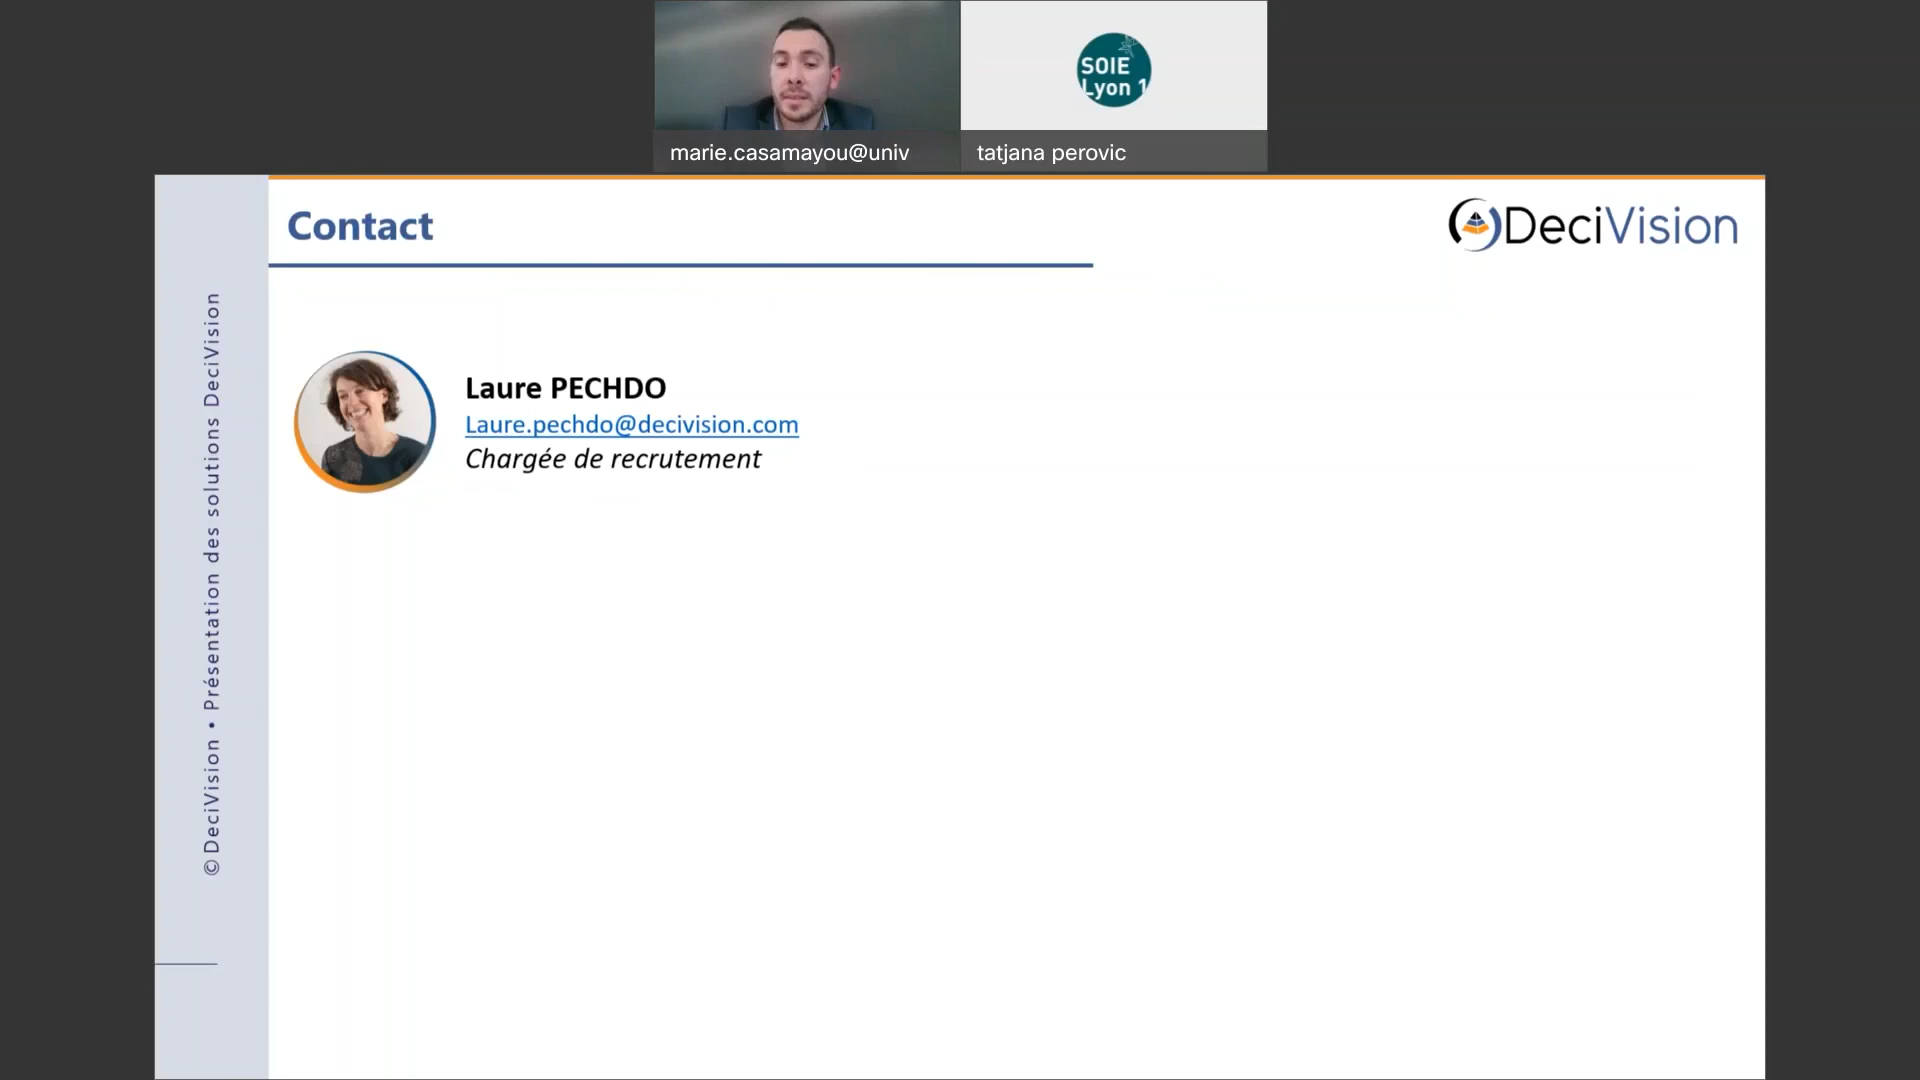 SOIE
Lyon 1
marie.casamayou@univ
tatjana perovic
Contact
DeciVision
Laure PECHDO
Laure.pechdo@decivision.com
Chargée de recrutement
© DeciVision • Présentation des solutions DeciVision